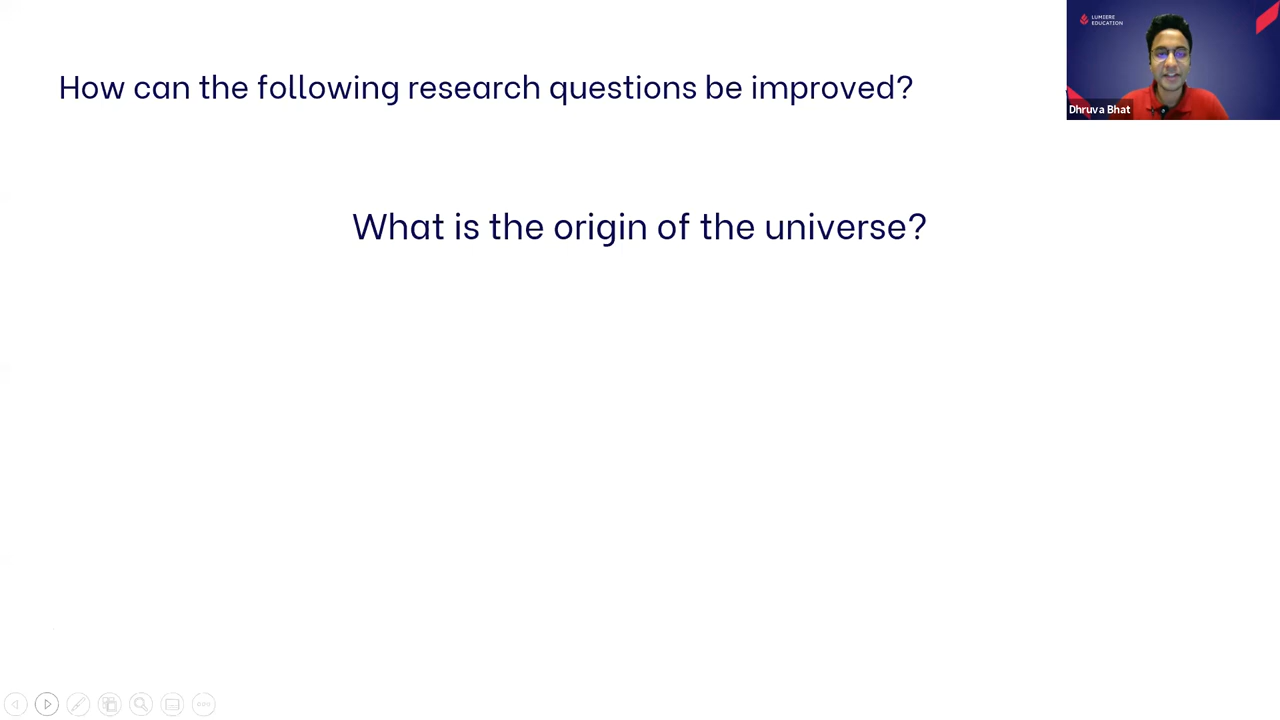 How can the following research questions be improved?
LUMIERE
EDUCATION
Dhruva Bhat
What is the origin of the universe?